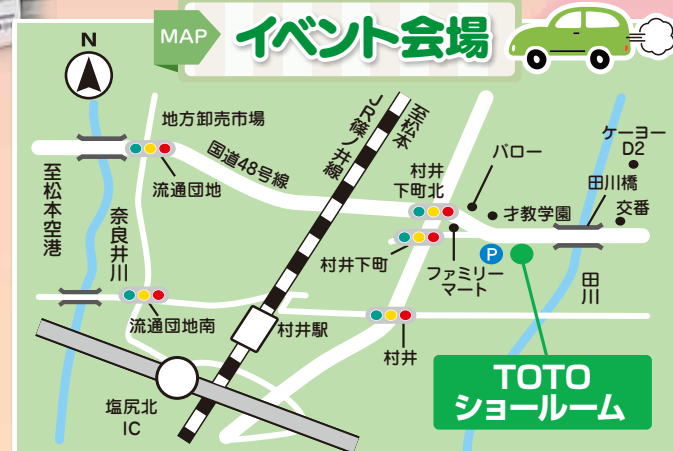 MAP
イベント会場
N
地方卸売市場
国道48号線
流通団地
至松本空港
奈良井川
JR篠ノ井線
至松本
村井
下町北
バロー
ケーヨー
D2
田川橋
交番
才教学園
村井下町
ファミリー
マート
P
田川
流通団地南
村井駅
村井
塩尻北
IC
TOTO
ショールーム